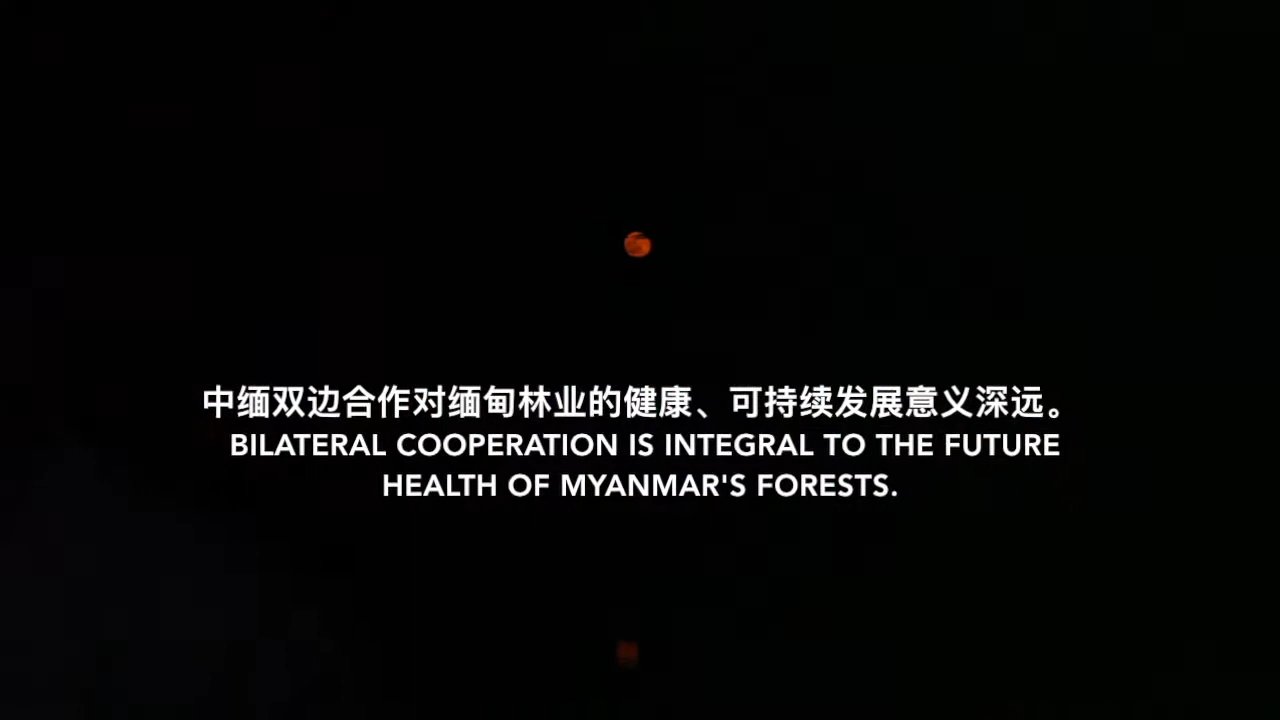 中缅双边合作对缅甸林业的健康、可持续发展意义深远。
BILATERAL COOPERATION IS INTEGRAL TO THE FUTURE
HEALTH OF MYANMAR'S FORESTS.